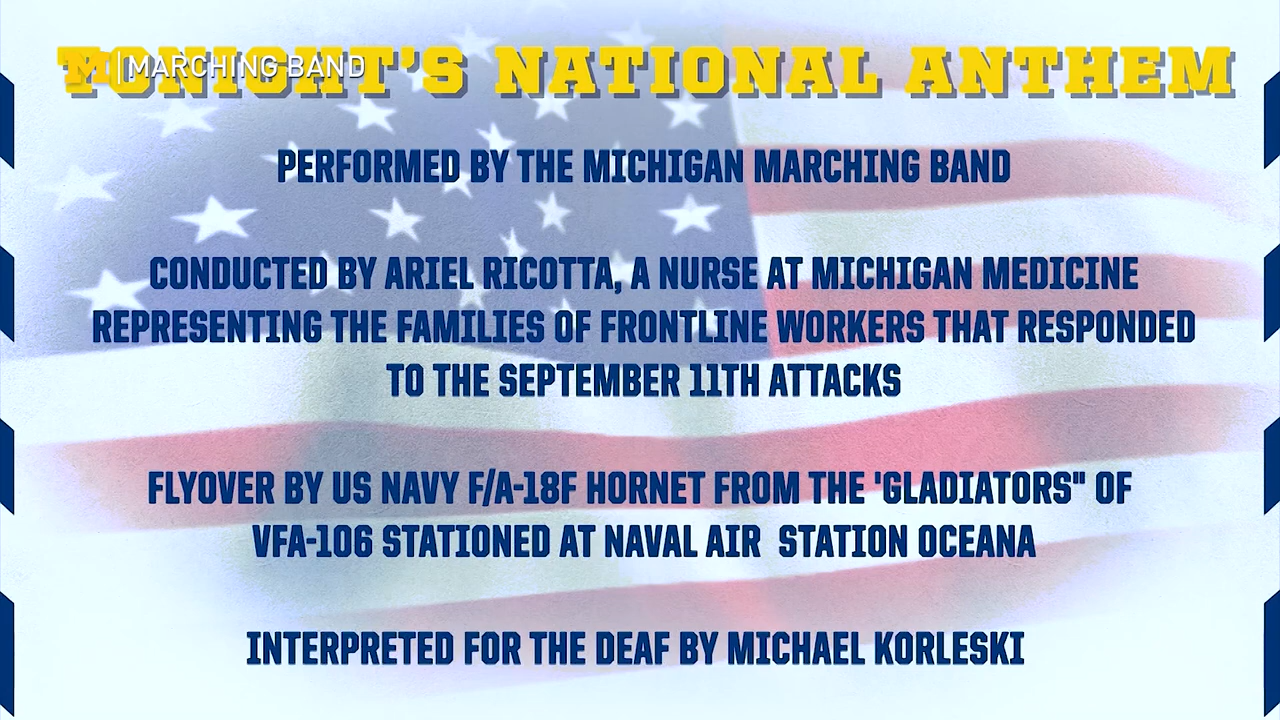 TONIGHT'S NATIONAL ANTHEM
M | MARCHING BAND
PERFORMED BY THE MICHIGAN MARCHING BAND
CONDUCTED BY ARIEL RICOTTA, A NURSE AT MICHIGAN MEDICINE
REPRESENTING THE FAMILIES OF FRONTLINE WORKERS THAT RESPONDED
TO THE SEPTEMBER 11TH ATTACKS
FLYOVER BY US NAVY F/A-18F HORNET FROM THE 'GLADIATORS" OF
VFA-106 STATIONED AT NAVAL AIR  STATION OCEANA
INTERPRETED FOR THE DEAF BY MICHAEL KORLESKI